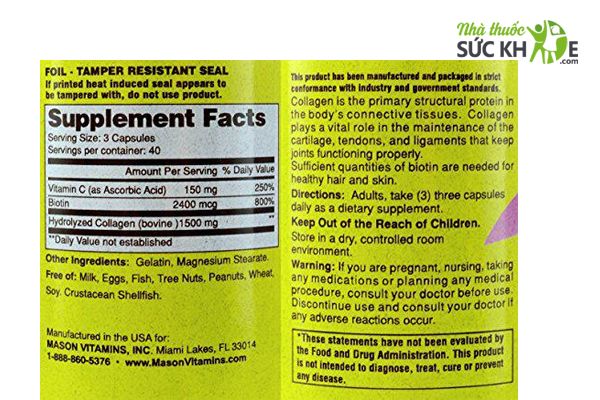 Nhà thuốc
SỨC KHỎE
.com
FOIL - TAMPER RESISTANT SEAL
If printed heat induced seal appears to
be tampered with, do not use product.
Supplement Facts
Serving Size: 3 Capsules
Servings per container: 40
Amount Per Serving % Daily Value
Vitamin C (as Ascorbic Acid) 150 mg 250%
Biotin 2400 mcg 800%
Hydrolyzed Collagen (bovine )1500 mg **
**Daily Value not established
Other Ingredients: Gelatin, Magnesium Stearate.
Free of: Milk, Eggs, Fish, Tree Nuts, Peanuts, Wheat,
Soy. Crustacean Shellfish.
Manufactured in the USA for:
MASON VITAMINS, INC. Miami Lakes, FL 33014
1-888-860-5376 • www.MasonVitamins.com
This product has been manufactured and packaged in strict
conformance with industry and government standards.
Collagen is the primary structural protein in
the body's connective tissues. Collagen
plays a vital role in the maintenance of the
cartilage, tendons, and ligaments that keep
joints functioning properly.
Sufficient quantities of biotin are needed for
healthy hair and skin.
Directions: Adults, take (3) three capsules
daily as a dietary supplement.
Keep Out of the Reach of Children.
Store in a dry, controlled room
environment.
Warning: If you are pregnant, nursing, taking
any medications or planning any medical
procedure, consult your doctor before use.
Discontinue use and consult your doctor if
any adverse reactions occur.
*These statements have not been evaluated by
the Food and Drug Administration. This product
is not intended to diagnose, treat, cure or prevent
any disease.